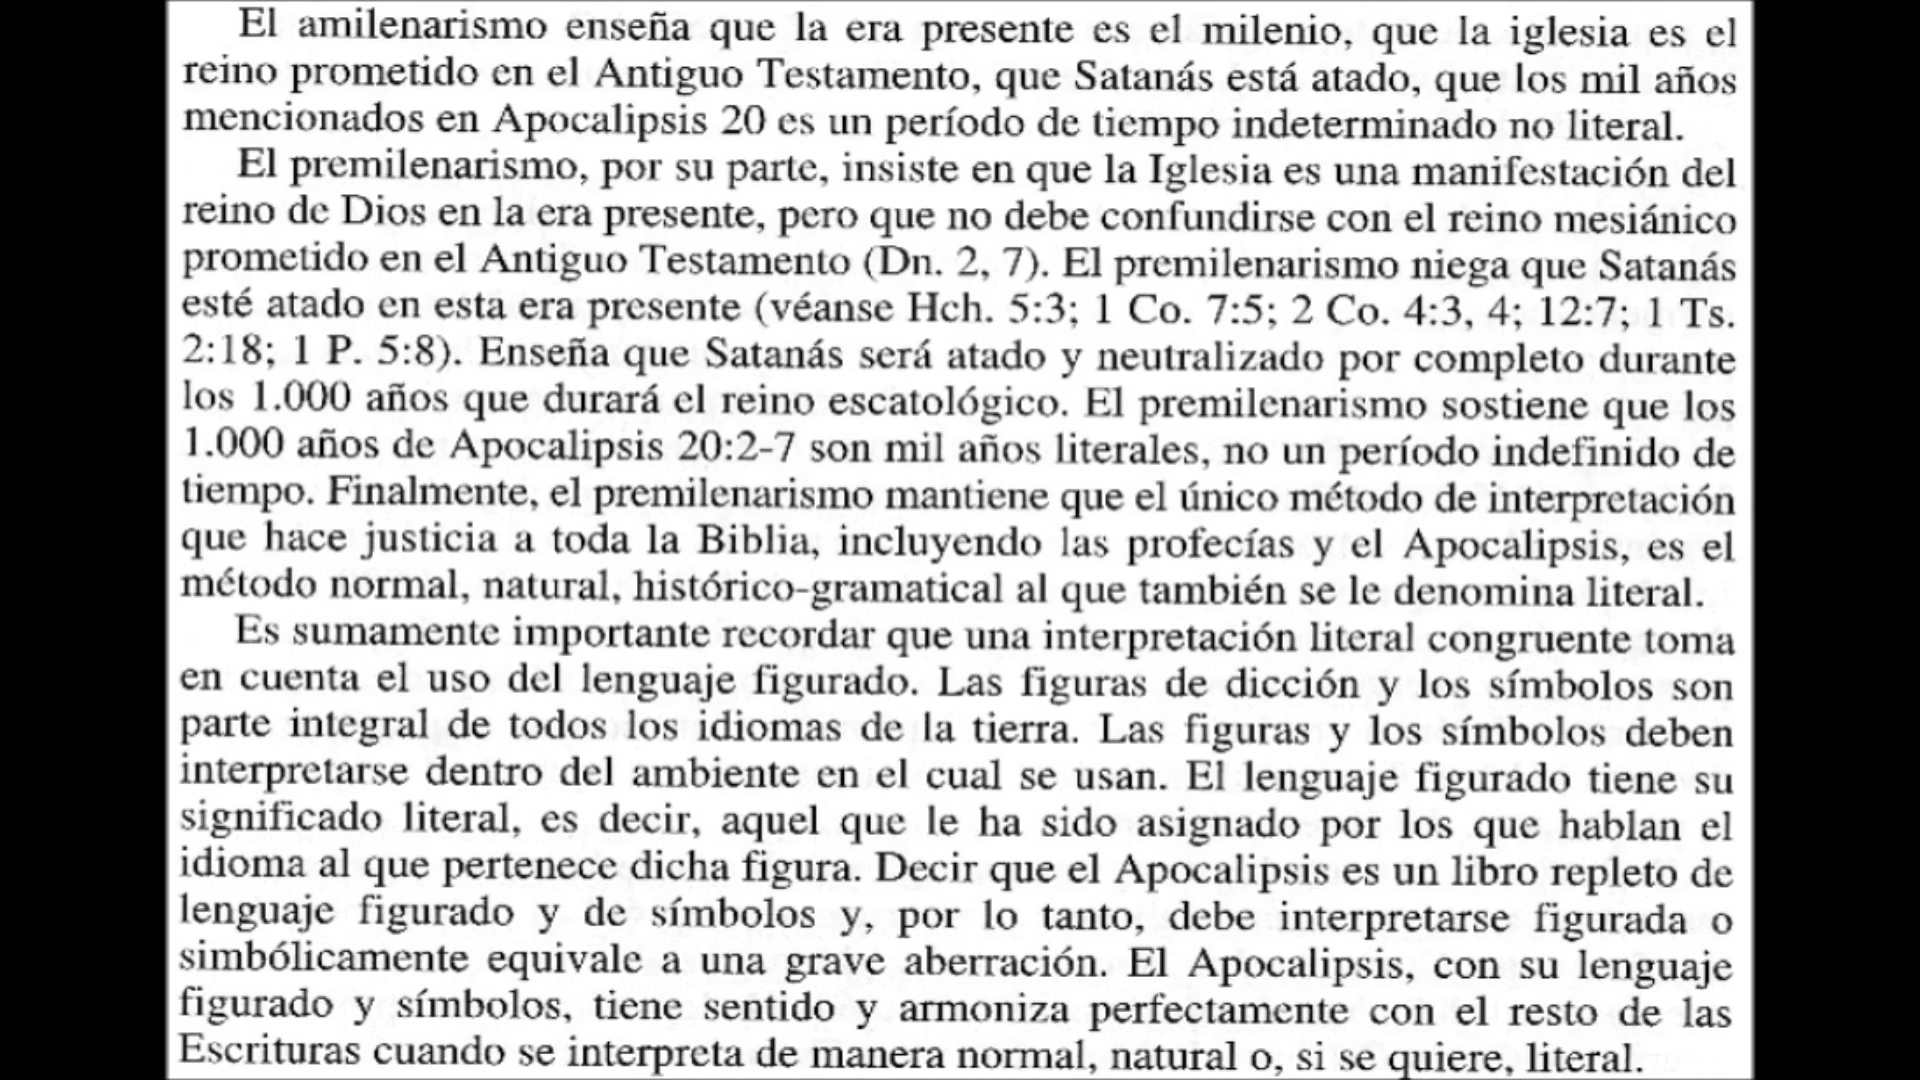 El amilenarismo enseña que la era presente es el milenio, que la iglesia es el
reino prometido en el Antiguo Testamento, que Satanás está atado, que los mil años
mencionados en Apocalipsis 20 es un período de tiempo indeterminado no literal.
El premilenarismo, por su parte, insiste en que la Iglesia es una manifestación del
reino de Dios en la era presente, pero que no debe confundirse con el reino mesiánico
prometido en el Antiguo Testamento (Dn. 2, 7). El premilenarismo niega que Satanás
esté atado en esta era presente (véanse Hch. 5:3; 1 Co. 7:5; 2 Co. 4:3, 4; 12:7; 1 Ts.
2:18; 1 P. 5:8). Enseña que Satanás será atado y neutralizado por completo durante
los 1.000 años que durará el reino escatológico. El premilenarismo sostiene que los
1.000 años de Apocalipsis 20:2-7 son mil años literales, no un período indefinido de
tiempo. Finalmente, el premilenarismo mantiene que el único método de interpretación
que hace justicia a toda la Biblia, incluyendo las profecías y el Apocalipsis, es el
método normal, natural, histórico-gramatical al que también se le denomina literal.
Es sumamente importante recordar que una interpretación literal congruente toma
en cuenta el uso del lenguaje figurado. Las figuras de dicción y los símbolos son
parte integral de todos los idiomas de la tierra. Las figuras y los símbolos deben
interpretarse dentro del ambiente en el cual se usan. El lenguaje figurado tiene su
significado literal, es decir, aquel que le ha sido asignado por los que hablan el
idioma al que pertenece dicha figura. Decir que el Apocalipsis es un libro repleto de
lenguaje figurado y de símbolos y, por lo tanto, debe interpretarse figurada o
simbólicamente equivale a una grave aberración. El Apocalipsis, con su lenguaje
figurado y símbolos, tiene sentido y armoniza perfectamente con el resto de las
Escrituras cuando se interpreta de manera normal, natural o, si se quiere, literal.